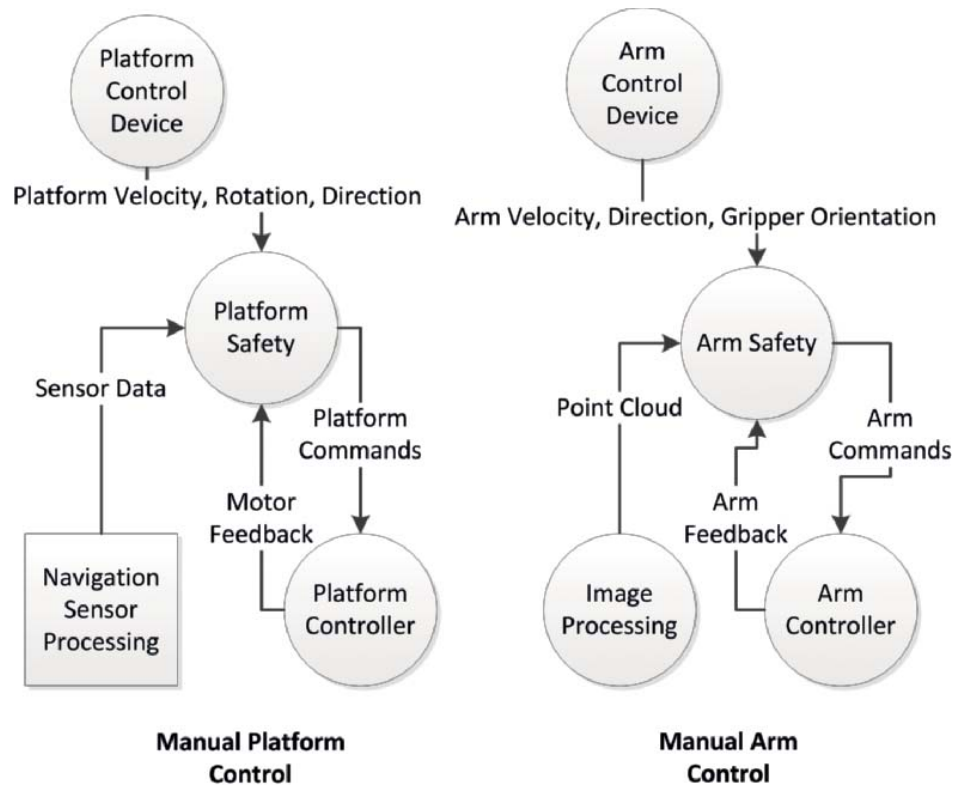 Platform
Control
Device
Platform Velocity, Rotation, Direction
Platform
Safety
Sensor Data
Platform
Commands
Motor
Feedback
Navigation
Sensor
Processing
Platform
Controller
Manual Platform
Control
Arm
Control
Device
Arm Velocity, Direction, Gripper Orientation
Arm Safety
Point Cloud
Arm
Commands
Arm
Feedback
Image
Processing
Arm
Controller
Manual Arm
Control